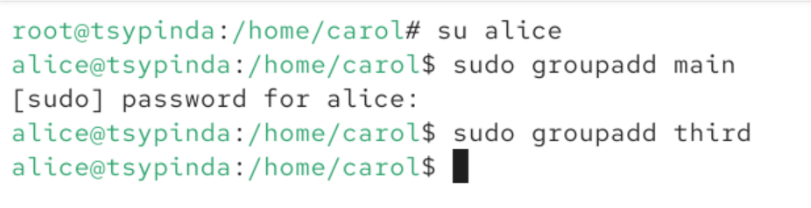 root@tsypinda:/home/carol# su alice
alice@tsypinda:/home/carol$ sudo groupadd main
[sudo] password for alice:
alice@tsypinda:/home/carol$ sudo groupadd third
alice@tsypinda:/home/carol$